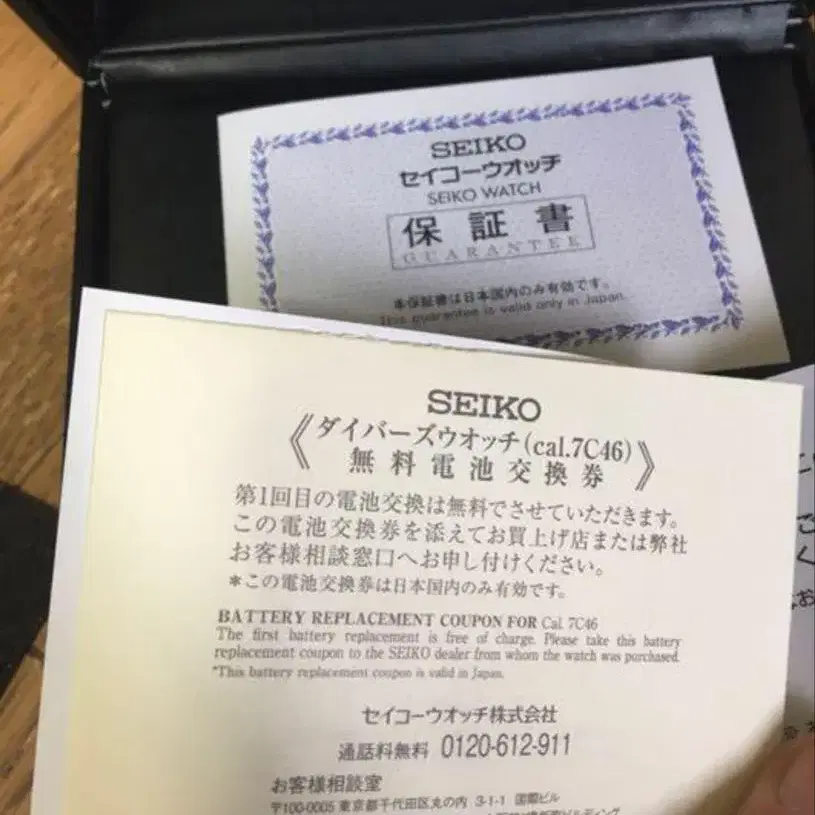 SEIKO
セイコーウオッチ
SEIKO WATCH
保証書
GUARANTEE
本保証書は日本国内のみ有効です。
This guarantee is valid only in Japan.
SEIKO
《ダイバーズウオッチ(cal.7C46)
無料電池交換券》
第1回目の電池交換は無料でさせていただきます。
この電池交換券を添えてお買上げ店または弊社
お客様相談窓口へお申し付けください。
*この電池交換券は日本国内のみ有効です。
BATTERY REPLACEMENT COUPON FOR Cal. 7C46
The first battery replacement is free of charge. Please take this battery
replacement coupon to the SEIKO dealer from whom the watch was purchased.
*This battery replacement coupon is valid in Japan.
セイコーウオッチ株式会社
通話料無料 0120-612-911
お客様相談室
〒100-0005 東京都千代田区丸の内 3-1-1 国際ビル